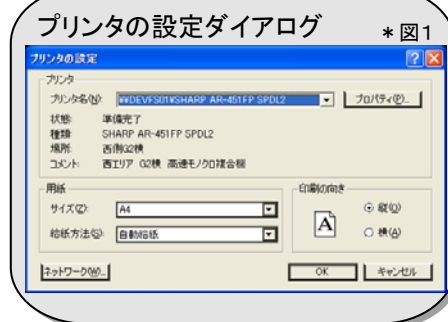 プリンタの設定ダイアログ
*図1
プリンタの設定
プリンタ
プリンタ名(N): ¥¥DEVFS01¥SHARP AR-451FP SPDL2 プロパティ(P)...
状態: 準備完了
種類: SHARP AR-451FP SPDL2
場所: 西側G2棟
コメント: 西エリア G2棟 高速モノクロ複合機
用紙
サイズ(Z): A4
給紙方法(S): 自動給紙
印刷の向き
縦(O)
A
横(A)
ネットワーク(W)...
OK
キャンセル